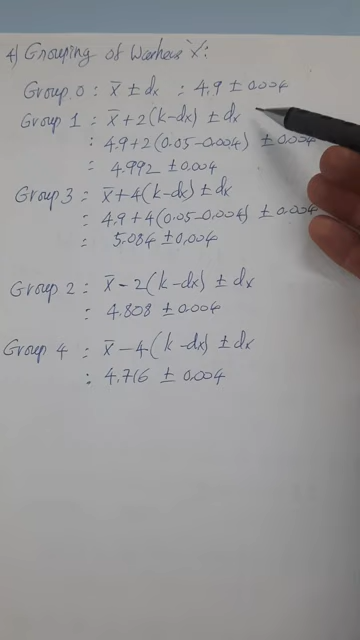 4) Grouping of Washers 'X':
Group 0 : x̄ ± dx : 4.9 ± 0.004
Group 1 : x̄ + 2(k-dx) ± dx
: 4.9 + 2(0.05-0.004) ± 0.004
: 4.992 ± 0.004
Group 3 : x̄ + 4(k-dx) ± dx
: 4.9 + 4(0.05-0.004) ± 0.004
: 5.084 ± 0.004
Group 2 : x̄ - 2(k-dx) ± dx
: 4.808 ± 0.004
Group 4 : x̄ - 4(k-dx) ± dx
: 4.716 ± 0.004